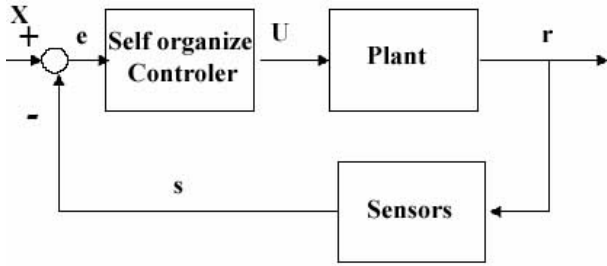 X
+
e
Self organize
Controler
U
Plant
r
-
s
Sensors